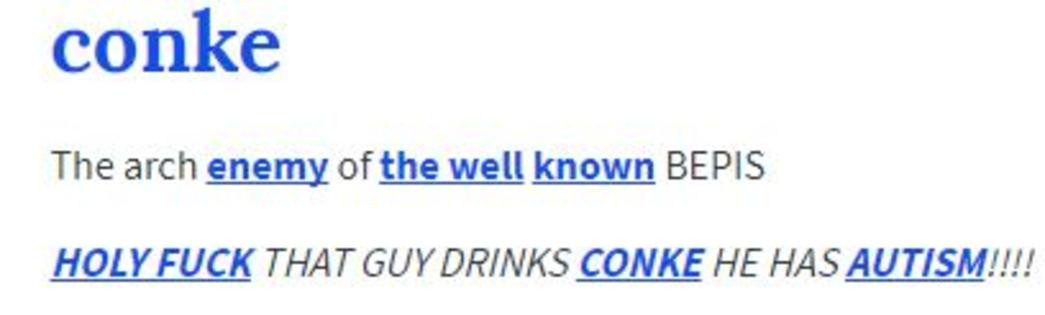 conke
The arch enemy of the well known BEPIS
HOLY FUCK THAT GUY DRINKS CONKE HE HAS AUTISM!!!!